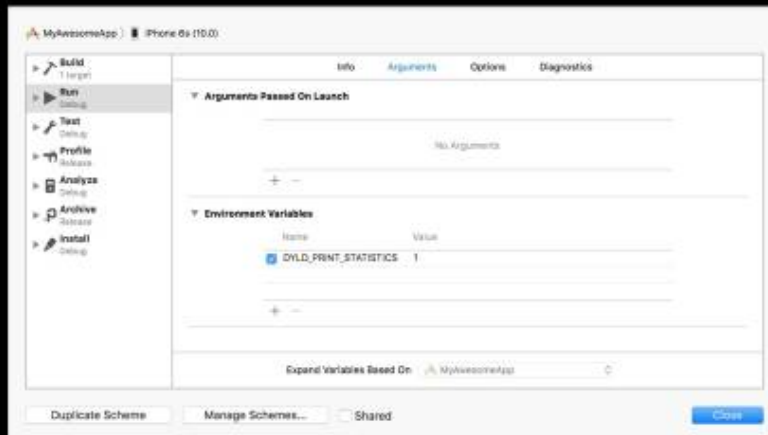 MyAwesomeApp
iPhone 6s (10.0)
Build
1 target
Run
Debug
Test
Debug
Profile
Release
Analyze
Debug
Archive
Release
Install
Debug
Info Arguments Options Diagnostics
Arguments Passed On Launch
No Arguments
+ −
Environment Variables
Name Value
DYLD_PRINT_STATISTICS 1
+ −
Expand Variables Based On MyAwesomeApp
Duplicate Scheme Manage Schemes... Shared Close